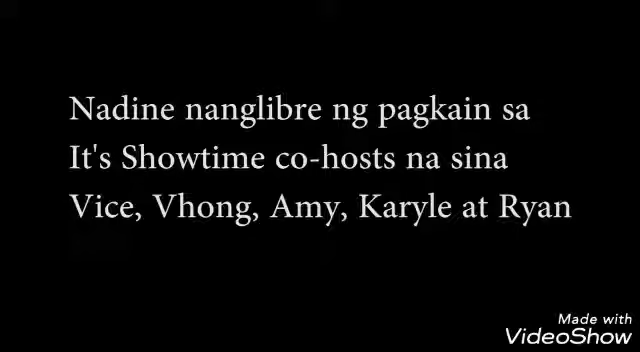 Nadine nanglibre ng pagkain sa
It's Showtime co-hosts na sina
Vice, Vhong, Amy, Karyle at Ryan
Made with
VideoShow